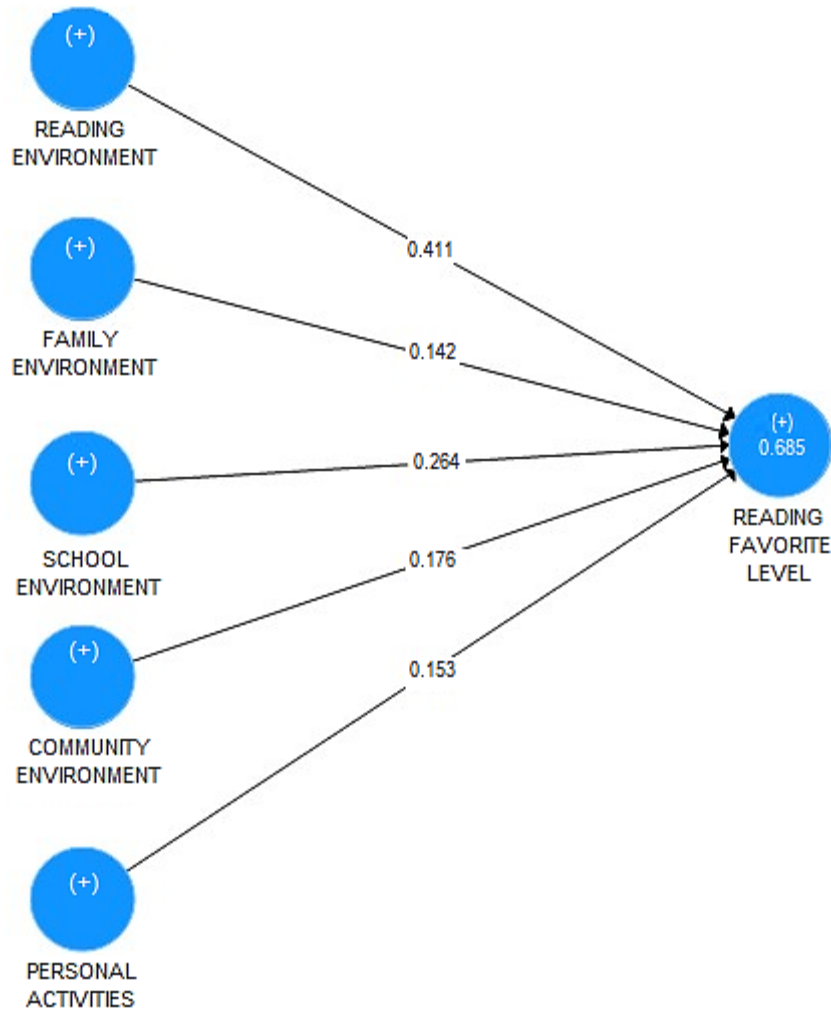 (+)
READING
ENVIRONMENT
0.411
(+)
FAMILY
ENVIRONMENT
0.142
(+)
SCHOOL
ENVIRONMENT
0.264
(+)
COMMUNITY
ENVIRONMENT
0.176
(+)
PERSONAL
ACTIVITIES
0.153
(+)
0.685
READING
FAVORITE
LEVEL